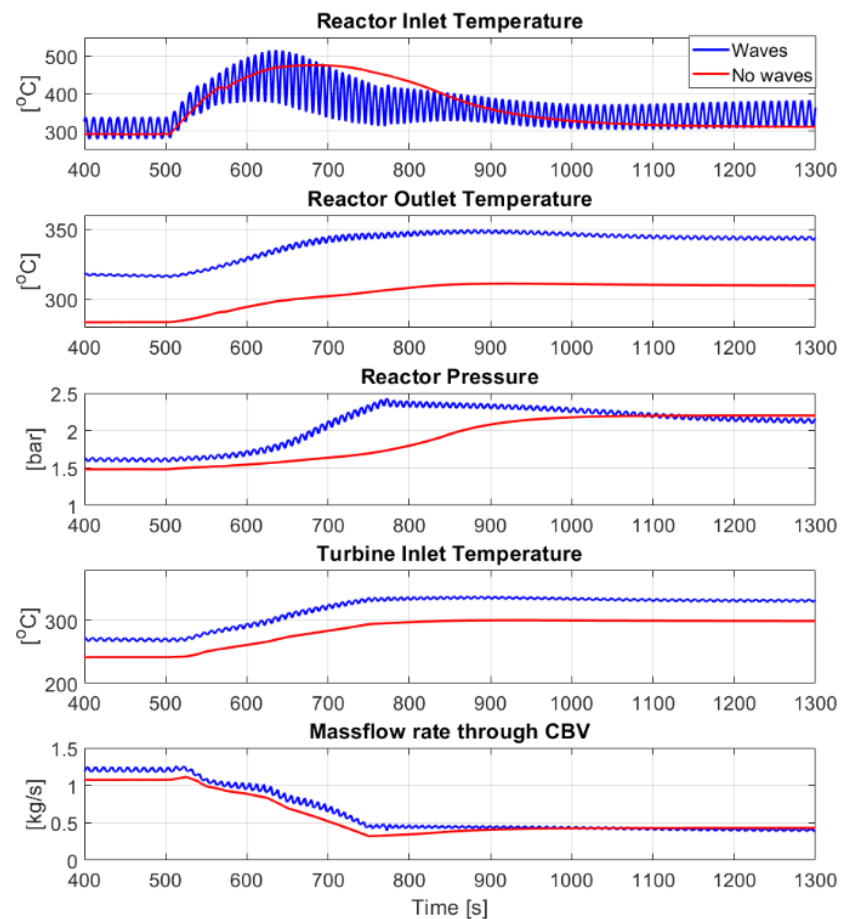 Reactor Inlet Temperature
[°C]
500
400
300
Waves
No waves
400 500 600 700 800 900 1000 1100 1200 1300
Reactor Outlet Temperature
[°C]
350
300
400 500 600 700 800 900 1000 1100 1200 1300
Reactor Pressure
[bar]
2.5
2
1.5
1
400 500 600 700 800 900 1000 1100 1200 1300
Turbine Inlet Temperature
[°C]
300
200
400 500 600 700 800 900 1000 1100 1200 1300
Massflow rate through CBV
[kg/s]
1.5
1
0.5
0
400 500 600 700 800 900 1000 1100 1200 1300
Time [s]